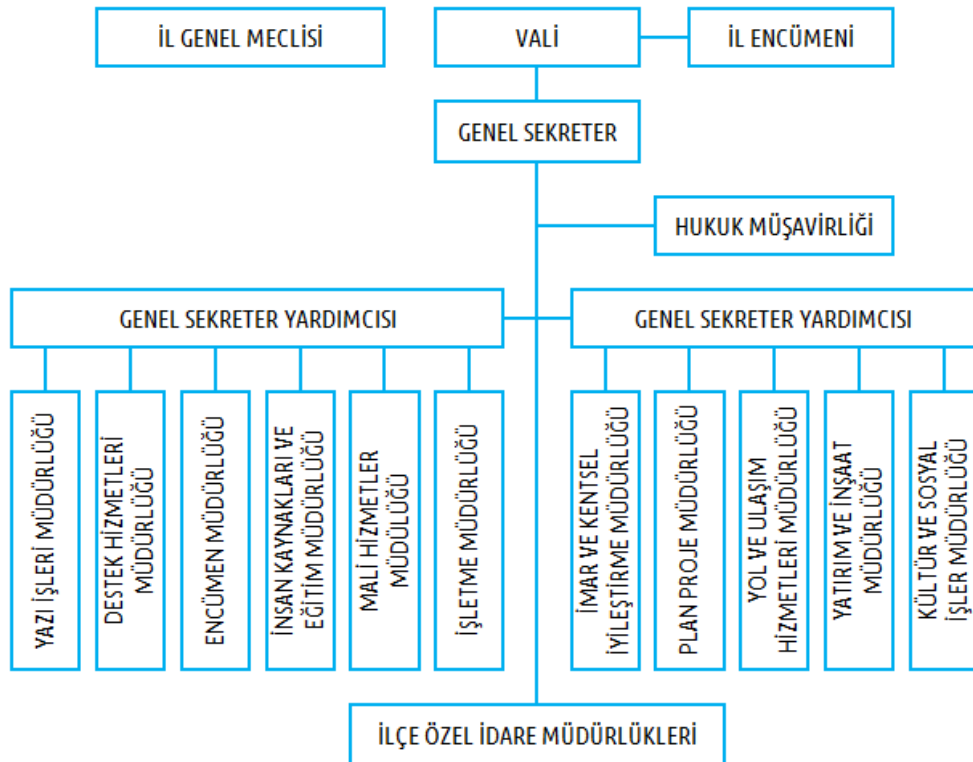 İL GENEL MECLİSİ
VALİ
İL ENCÜMENİ
GENEL SEKRETER
HUKUK MÜŞAVİRLİĞİ
GENEL SEKRETER YARDIMCISI
GENEL SEKRETER YARDIMCISI
YAZI İŞLERİ MÜDÜRLÜĞÜ
DESTEK HİZMETLERİ
MÜDÜRLÜĞÜ
ENCÜMEN MÜDÜRLÜĞÜ
İNSAN KAYNAKLARI VE
EĞİTİM MÜDÜRLÜĞÜ
MALİ HİZMETLER
MÜDÜLÜĞÜ
İŞLETME MÜDÜRLÜĞÜ
İMAR VE KENTSEL
İYİLEŞTİRME MÜDÜRLÜĞÜ
PLAN PROJE MÜDÜRLÜĞÜ
YOL VE ULAŞIM
HİZMETLERİ MÜDÜRLÜĞÜ
YATIRIM VE İNŞAAT
MÜDÜRLÜĞÜ
KÜLTÜR VE SOSYAL
İŞLER MÜDÜRLÜĞÜ
İLÇE ÖZEL İDARE MÜDÜRLÜKLERİ